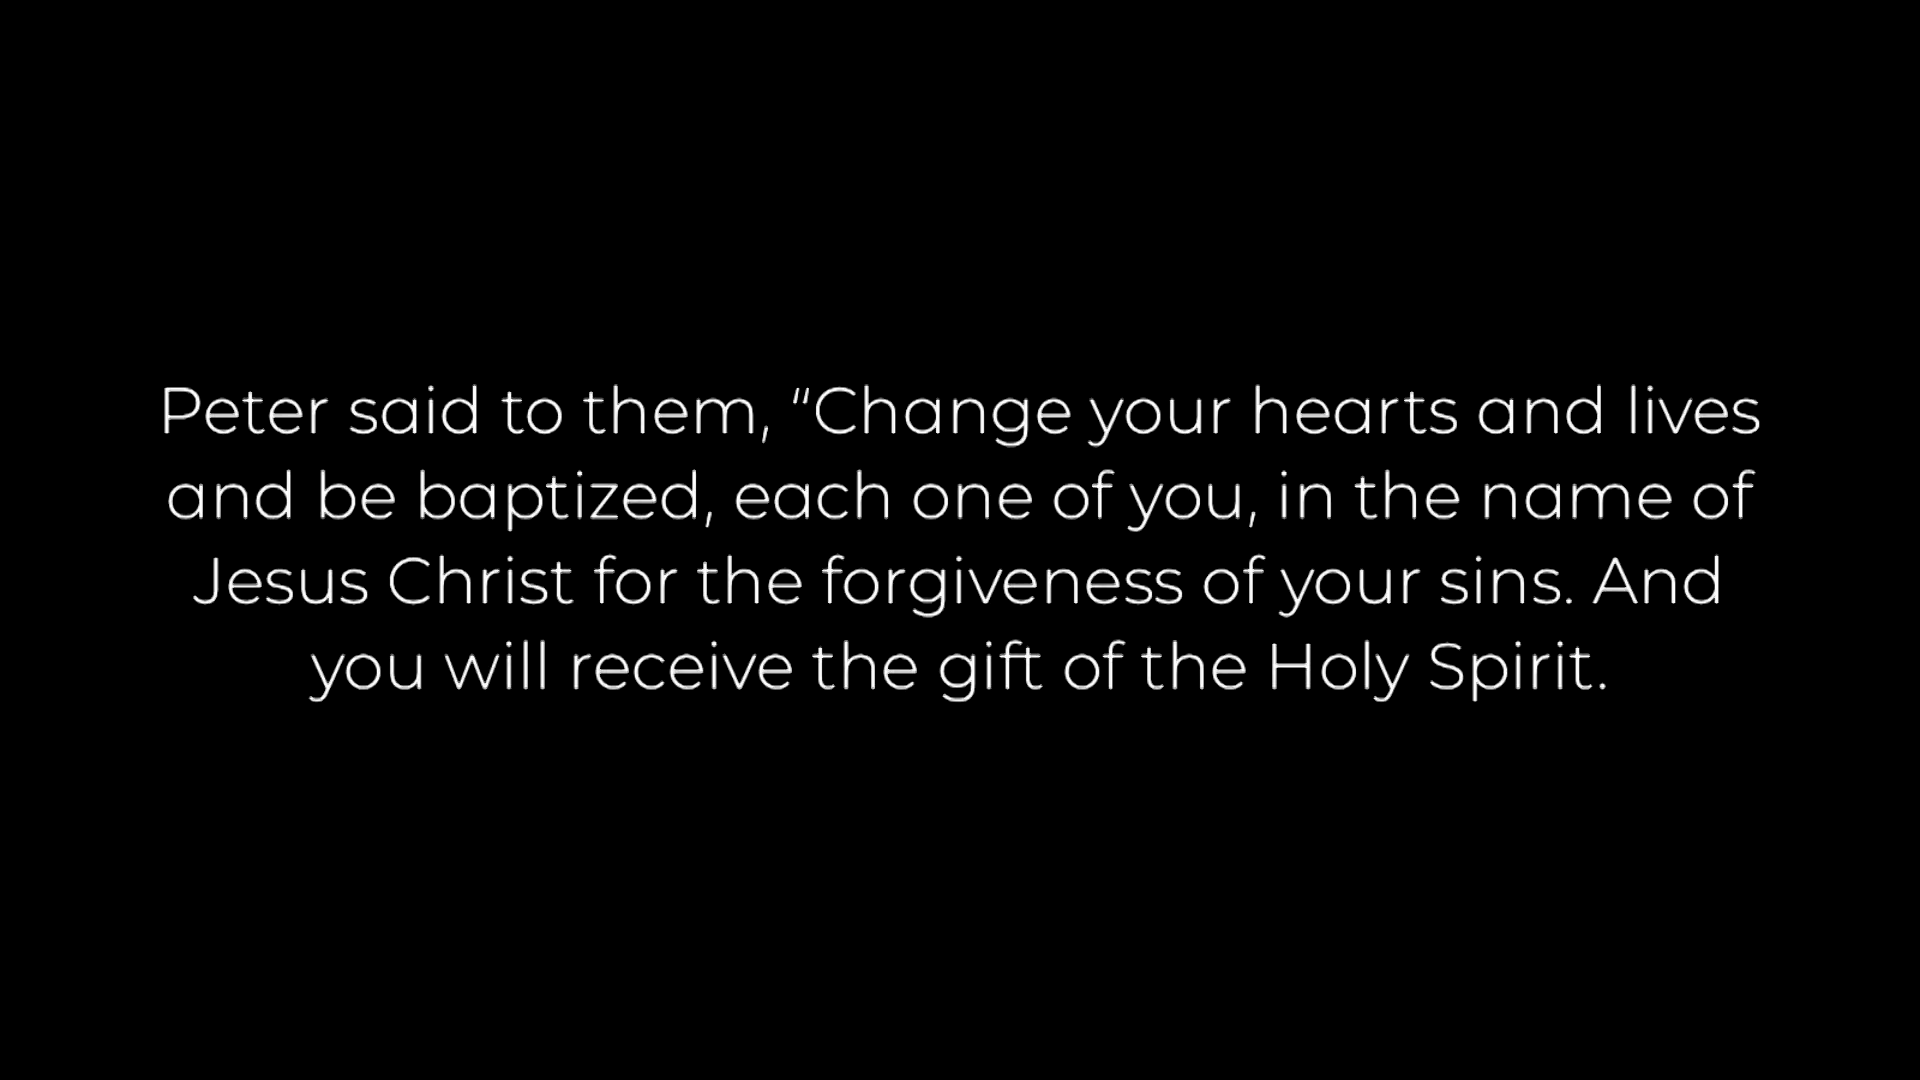 Peter said to them, “Change your hearts and lives
and be baptized, each one of you, in the name of
Jesus Christ for the forgiveness of your sins. And
you will receive the gift of the Holy Spirit.